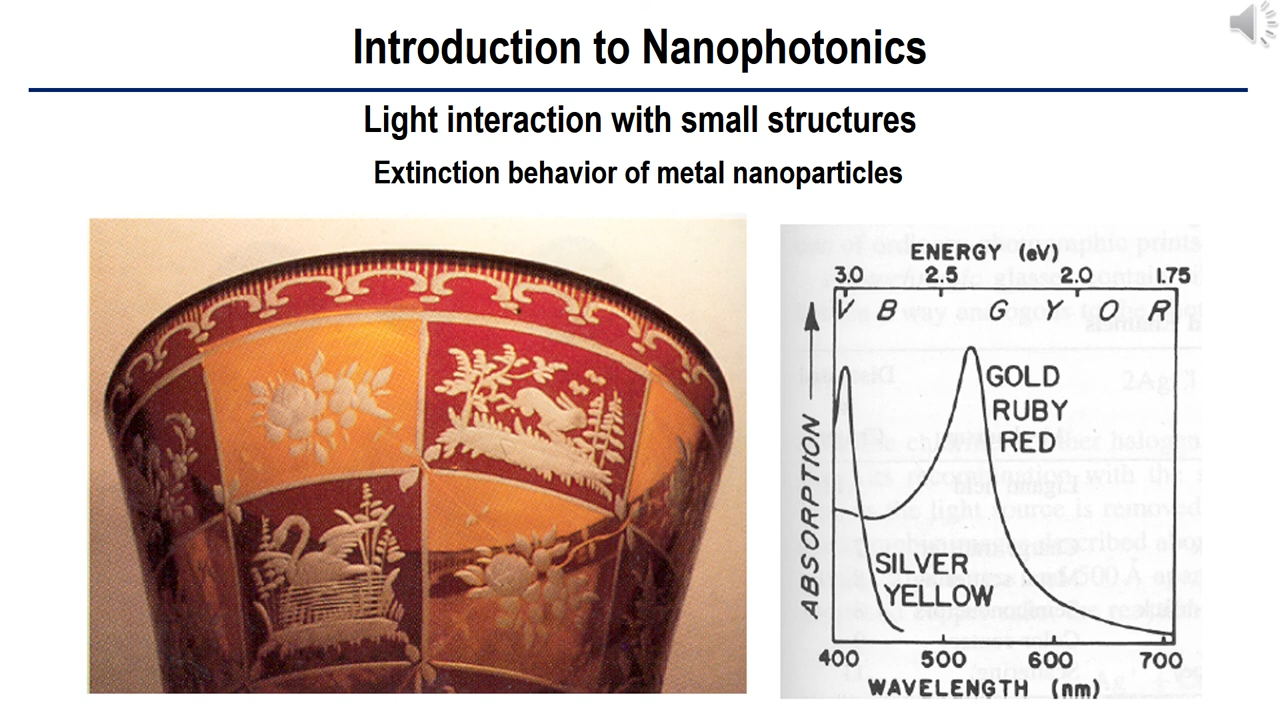 Introduction to Nanophotonics
Light interaction with small structures
Extinction behavior of metal nanoparticles
ENERGY (eV)
3.0 2.5 2.0 1.75
V B G Y O R
ABSORPTION
GOLD
RUBY
RED
SILVER
YELLOW
400 500 600 700
WAVELENGTH (nm)